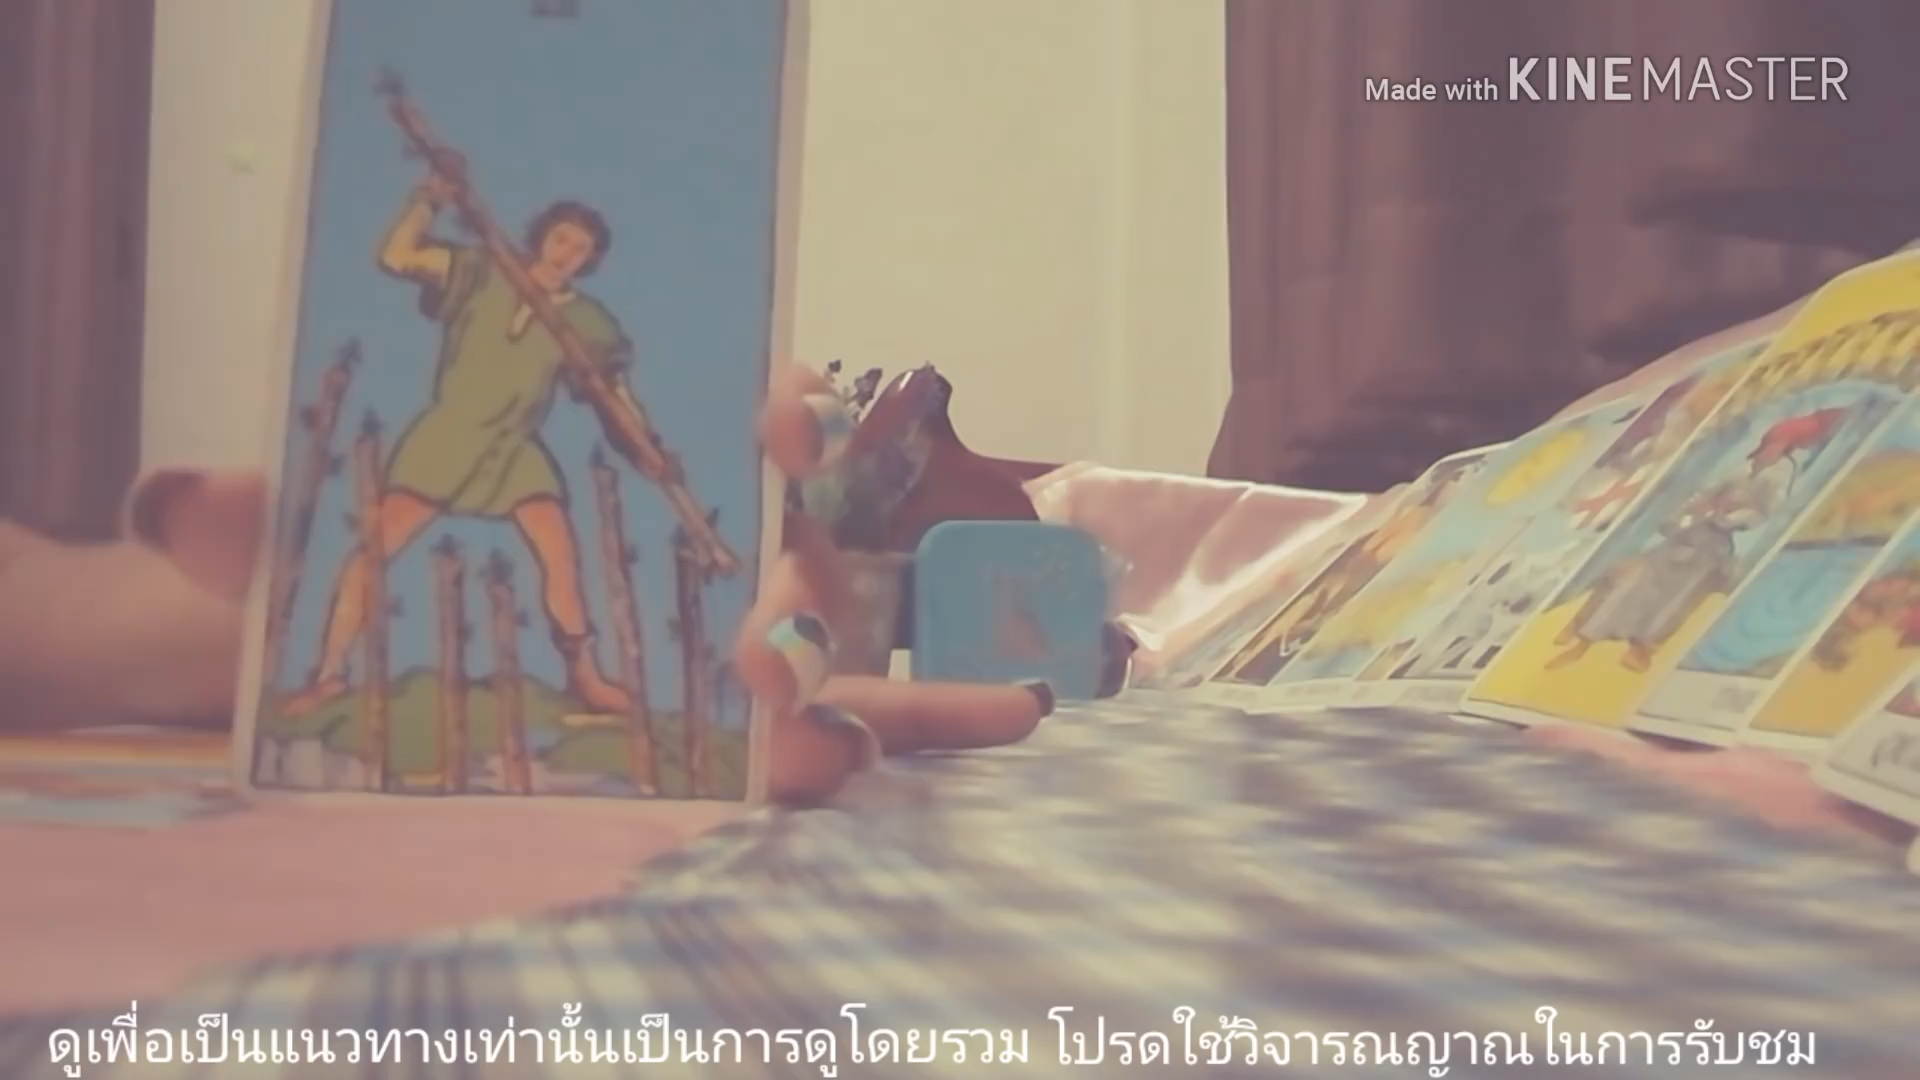 Made with KINEMASTER
ดูเพื่อเป็นแนวทางเท่านั้นเป็นการดูโดยรวม โปรดใช้วิจารณญาณในการรับชม